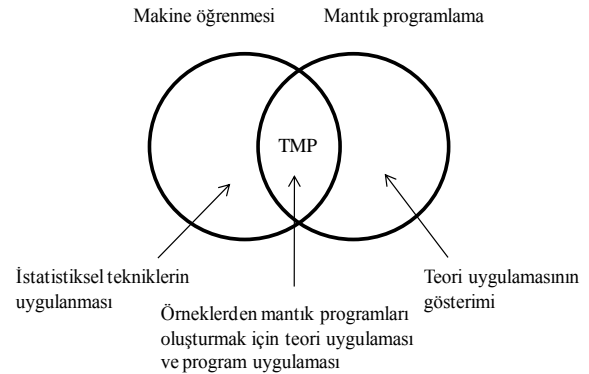 Makine öğrenmesi
Mantık programlama
TMP
İstatistiksel tekniklerin
uygulanması
Teori uygulamasının
gösterimi
Örneklerden mantık programları
oluşturmak için teori uygulaması
ve program uygulaması